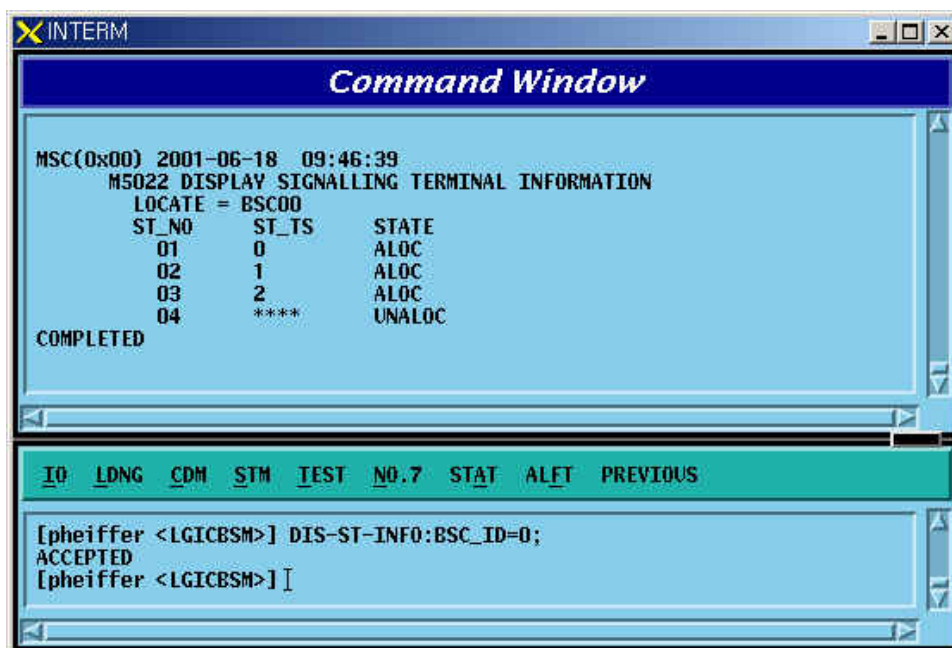 INTERM
Command Window
MSC(0x00) 2001-06-18 09:46:39
M5022 DISPLAY SIGNALLING TERMINAL INFORMATION
LOCATE = BSC00
ST_NO ST_TS STATE
01 0 ALOC
02 1 ALOC
03 2 ALOC
04 **** UNALOC
COMPLETED
IO LDNG CDM STM TEST NO.7 STAT ALFT PREVIOUS
[pheiffer <LGICBSM>] DIS-ST-INFO:BSC_ID=0;
ACCEPTED
[pheiffer <LGICBSM>]